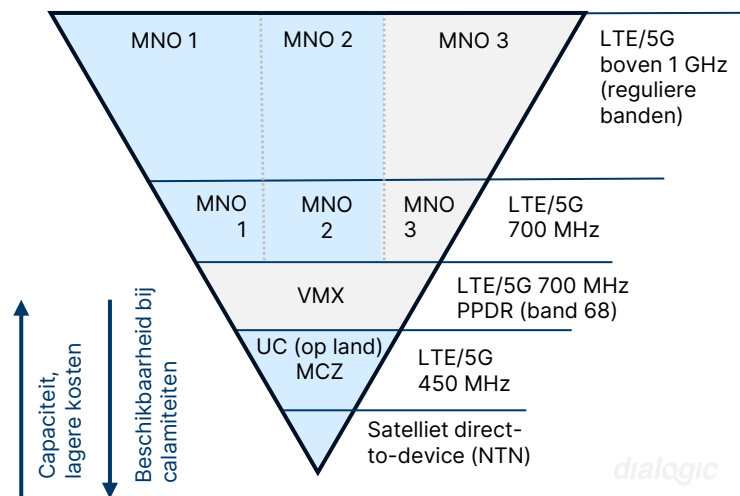 MNO 1
MNO 2
MNO 3
LTE/5G
boven 1 GHz
(reguliere
banden)
MNO
1
MNO
2
MNO
3
LTE/5G
700 MHz
VMX
LTE/5G 700 MHz
PPDR (band 68)
UC (op land)
MCZ
LTE/5G
450 MHz
Satelliet direct-
to-device (NTN)
Capaciteit,
lagere kosten
Beschikbaarheid bij
calamiteiten
dialogic